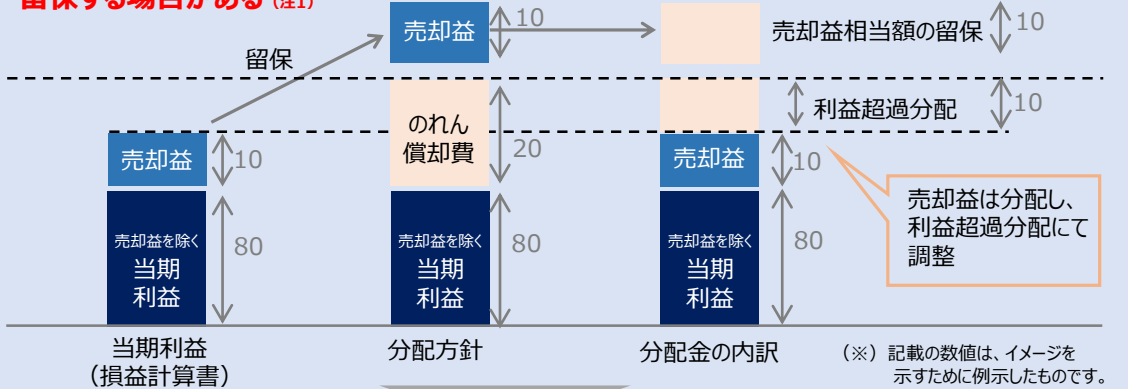 留保する場合がある(注1)
売却益
10
売却益相当額の留保
10
留保
のれん
償却費
20
利益超過分配
10
売却益
10
売却益
10
売却益は分配し、
利益超過分配にて
調整
売却益を除く
当期
利益
80
売却益を除く
当期
利益
80
売却益を除く
当期
利益
80
当期利益
(損益計算書)
分配方針
分配金の内訳
(※) 記載の数値は、イメージを
示すために例示したものです。